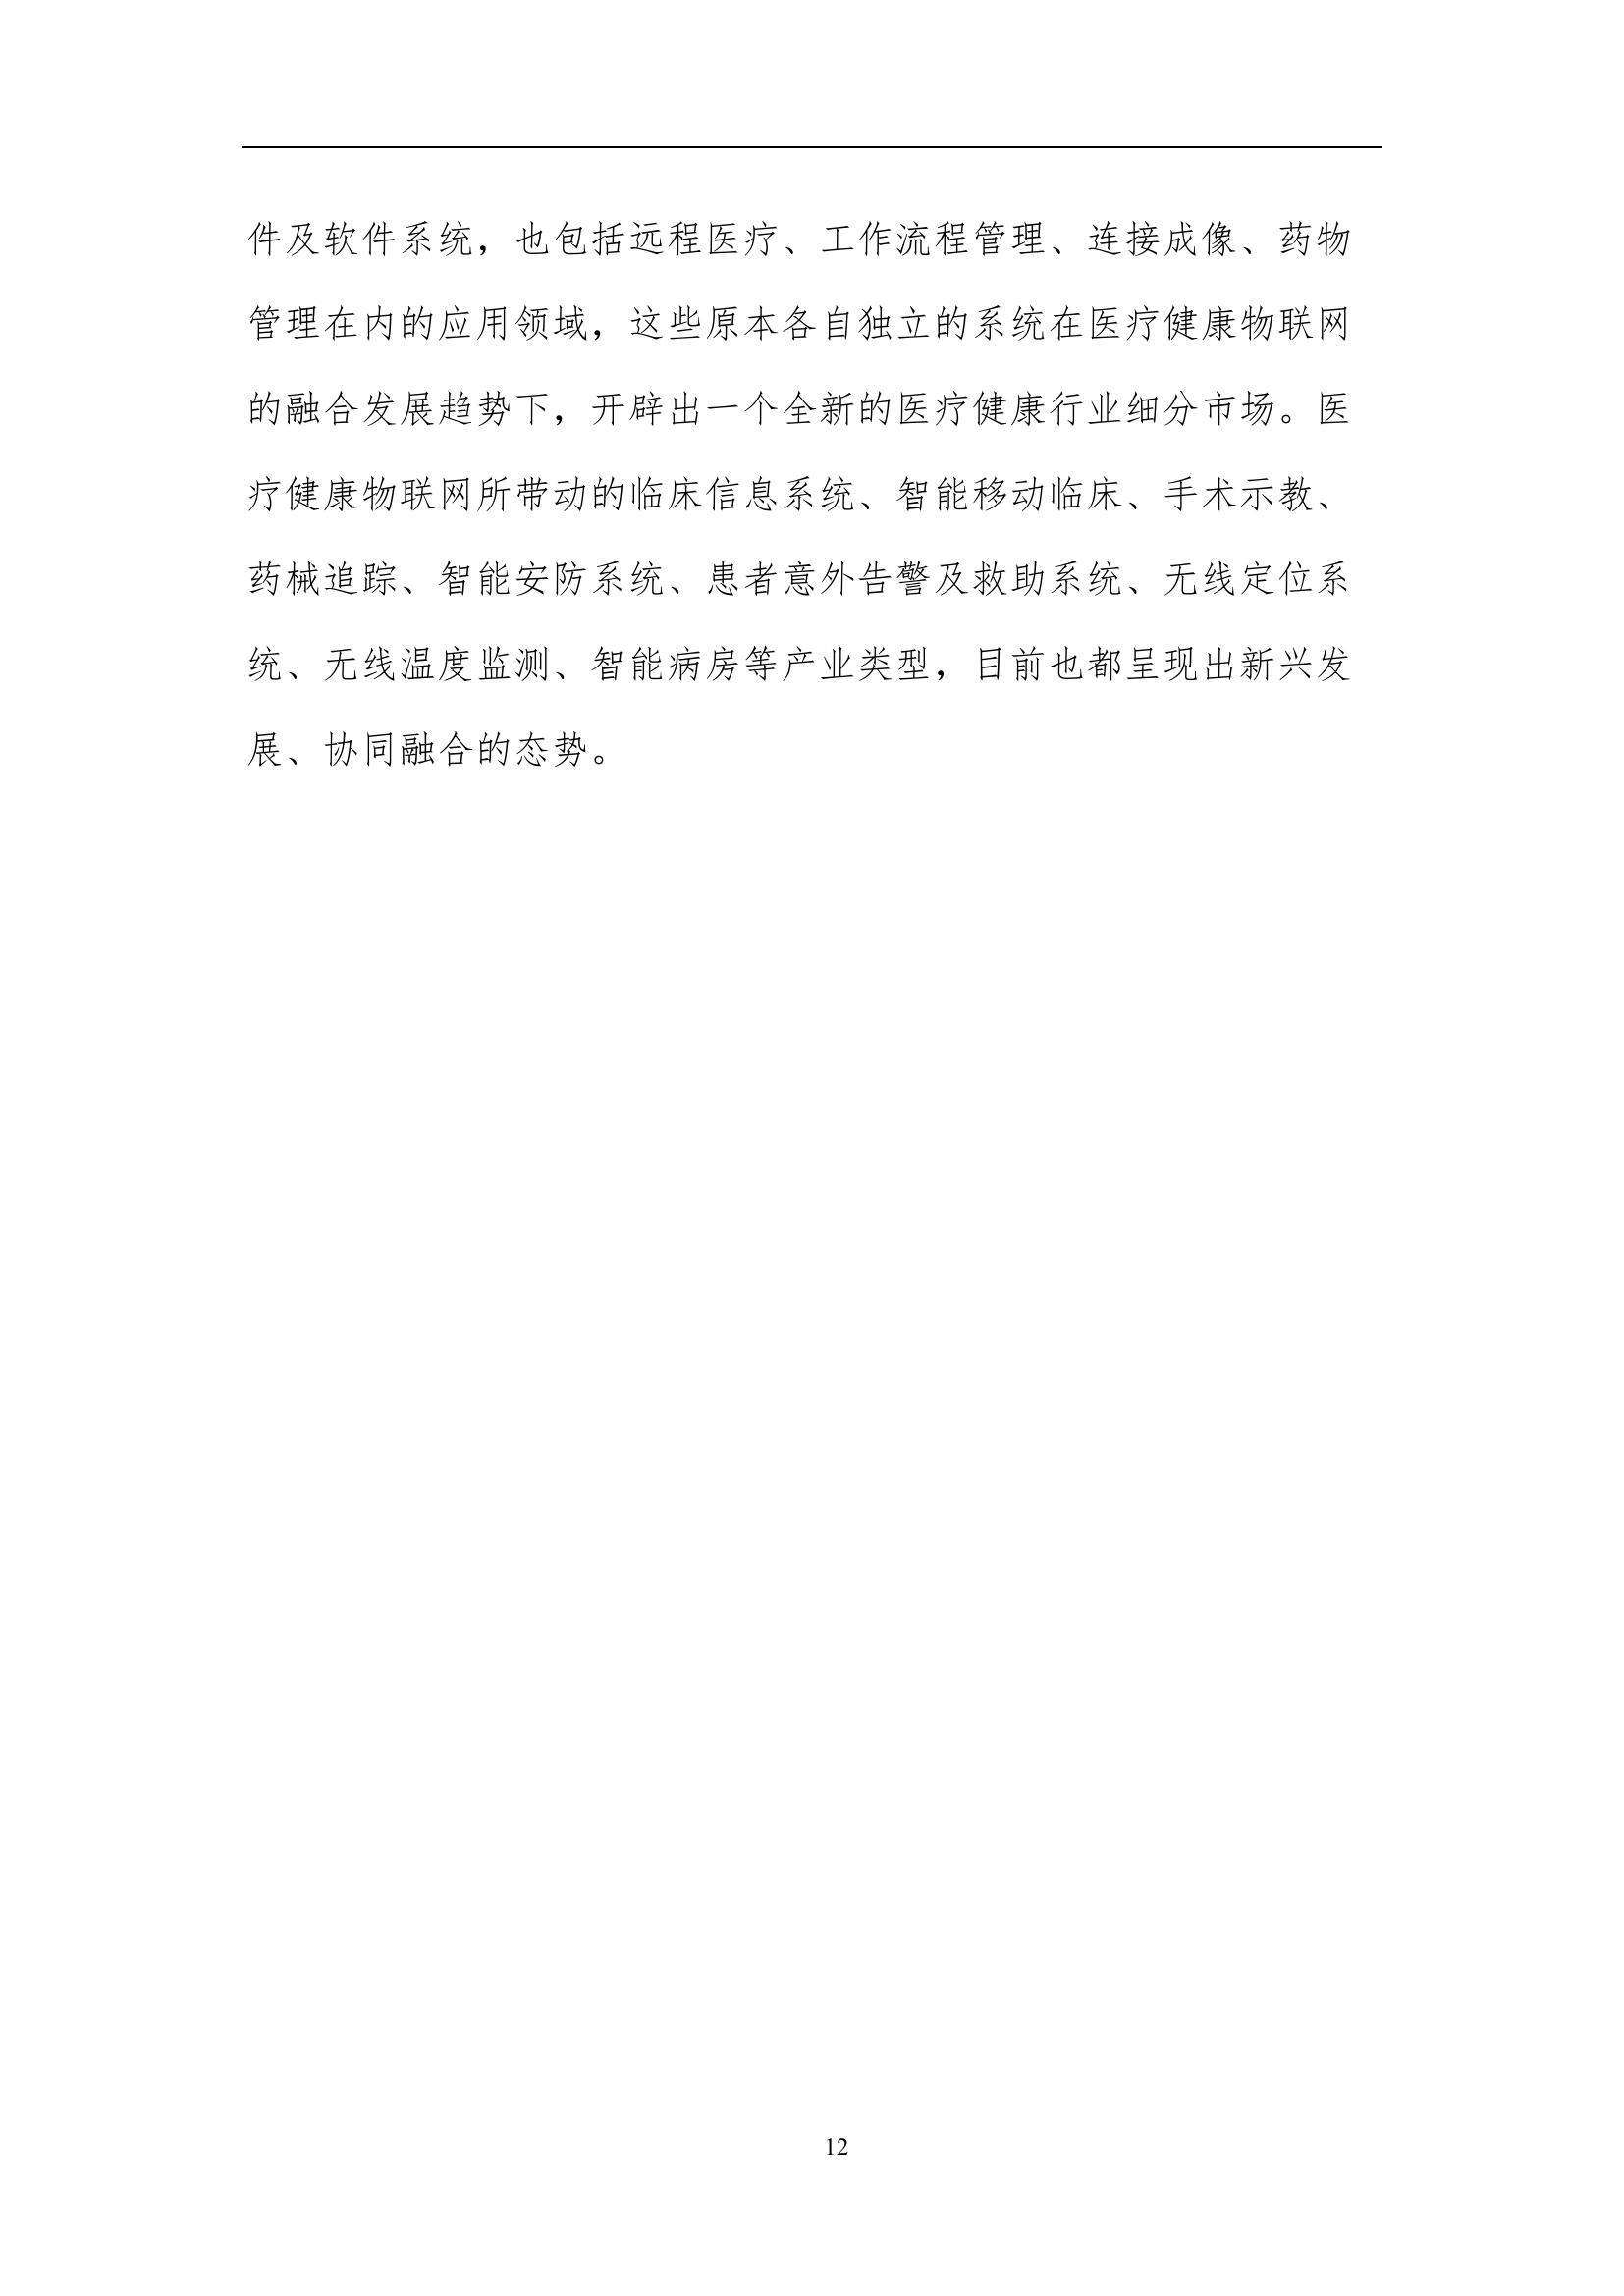 件及软件系统，也包括远程医疗、工作流程管理、连接成像、药物
管理在内的应用领域，这些原本各自独立的系统在医疗健康物联网
的融合发展趋势下，开辟出一个全新的医疗健康行业细分市场。医
疗健康物联网所带动的临床信息系统、智能移动临床、手术示教、
药械追踪、智能安防系统、患者意外告警及救助系统、无线定位系
统、无线温度监测、智能病房等产业类型，目前也都呈现出新兴发
展、协同融合的态势。
12